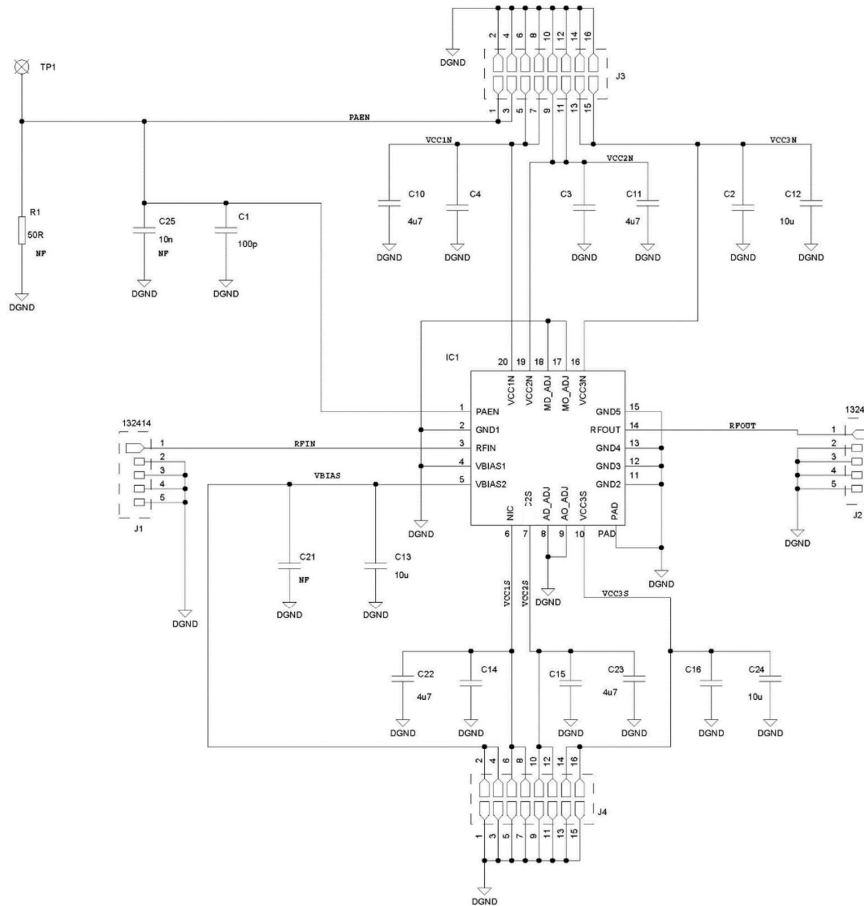 2 4 6 8 10 12 14 16
DGND
J3
TP1
1 3 5 7 9 11 13 15
PAEN
VCC1N
VCC2N
VCC3N
C10
4u7
C4
C3
C11
4u7
C2
C12
10u
R1
50R
NF
C25
10n
NF
C1
100p
DGND
DGND
DGND
DGND
DGND
DGND
DGND
DGND
DGND
DGND
IC1
20 19 18 17 16
VCC1N VCC2N MD_ADJ MO_ADJ VCC3N
1 PAEN
2 GND1
3 RFIN
4 VBIAS1
5 VBIAS2
GND5 15
RFOUT 14
GND4 13
GND3 12
GND2 11
NIC C2S AD_ADJ AO_ADJ VCC3S PAD
6 7 8 9 10 PAD
132414
1
2
3
4
5
J1
RFIN
VBIAS
RFOUT
1324
1
2
3
4
5
J2
DGND
DGND
DGND
DGND
DGND
C21
NF
C13
10u
DGND
DGND
DGND
VCC1S
VCC2S
VCC3S
C22
4u7
C14
C15
C23
4u7
C16
C24
10u
DGND
DGND
DGND
DGND
DGND
DGND
2 4 6 8 10 12 14 16
J4
1 3 5 7 9 11 13 15
DGND